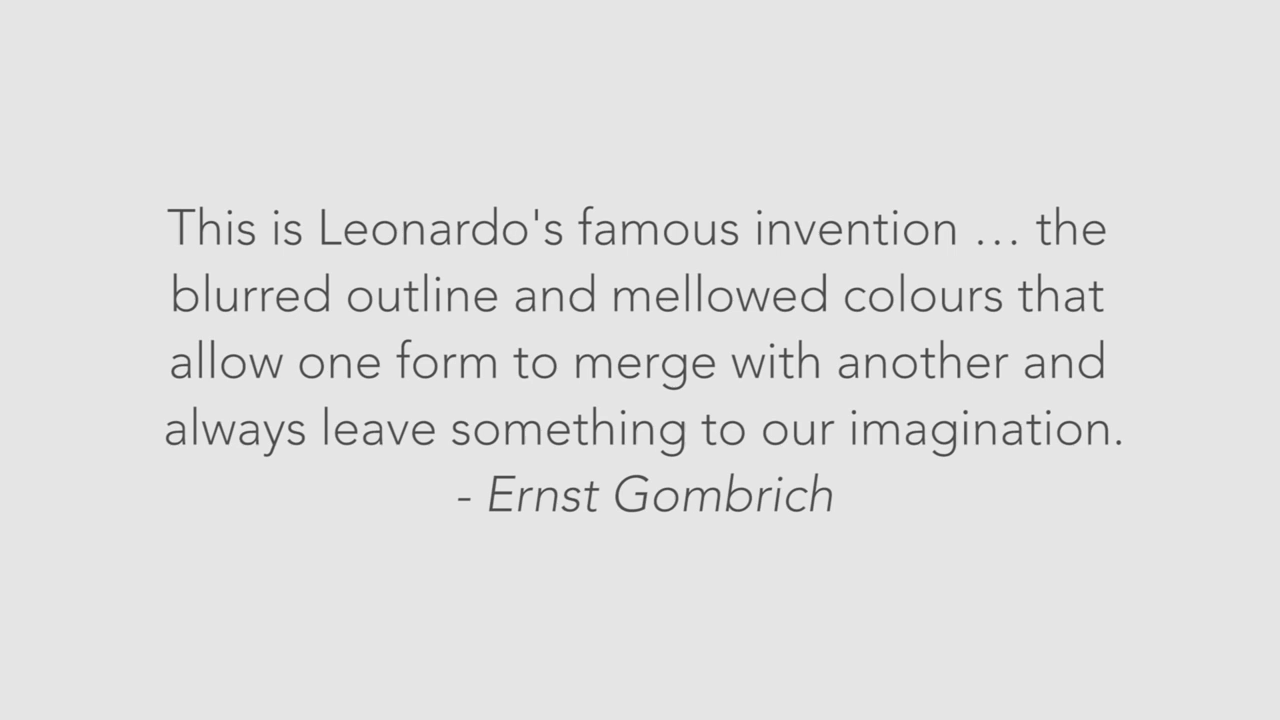 This is Leonardo's famous invention … the
blurred outline and mellowed colours that
allow one form to merge with another and
always leave something to our imagination.
- Ernst Gombrich